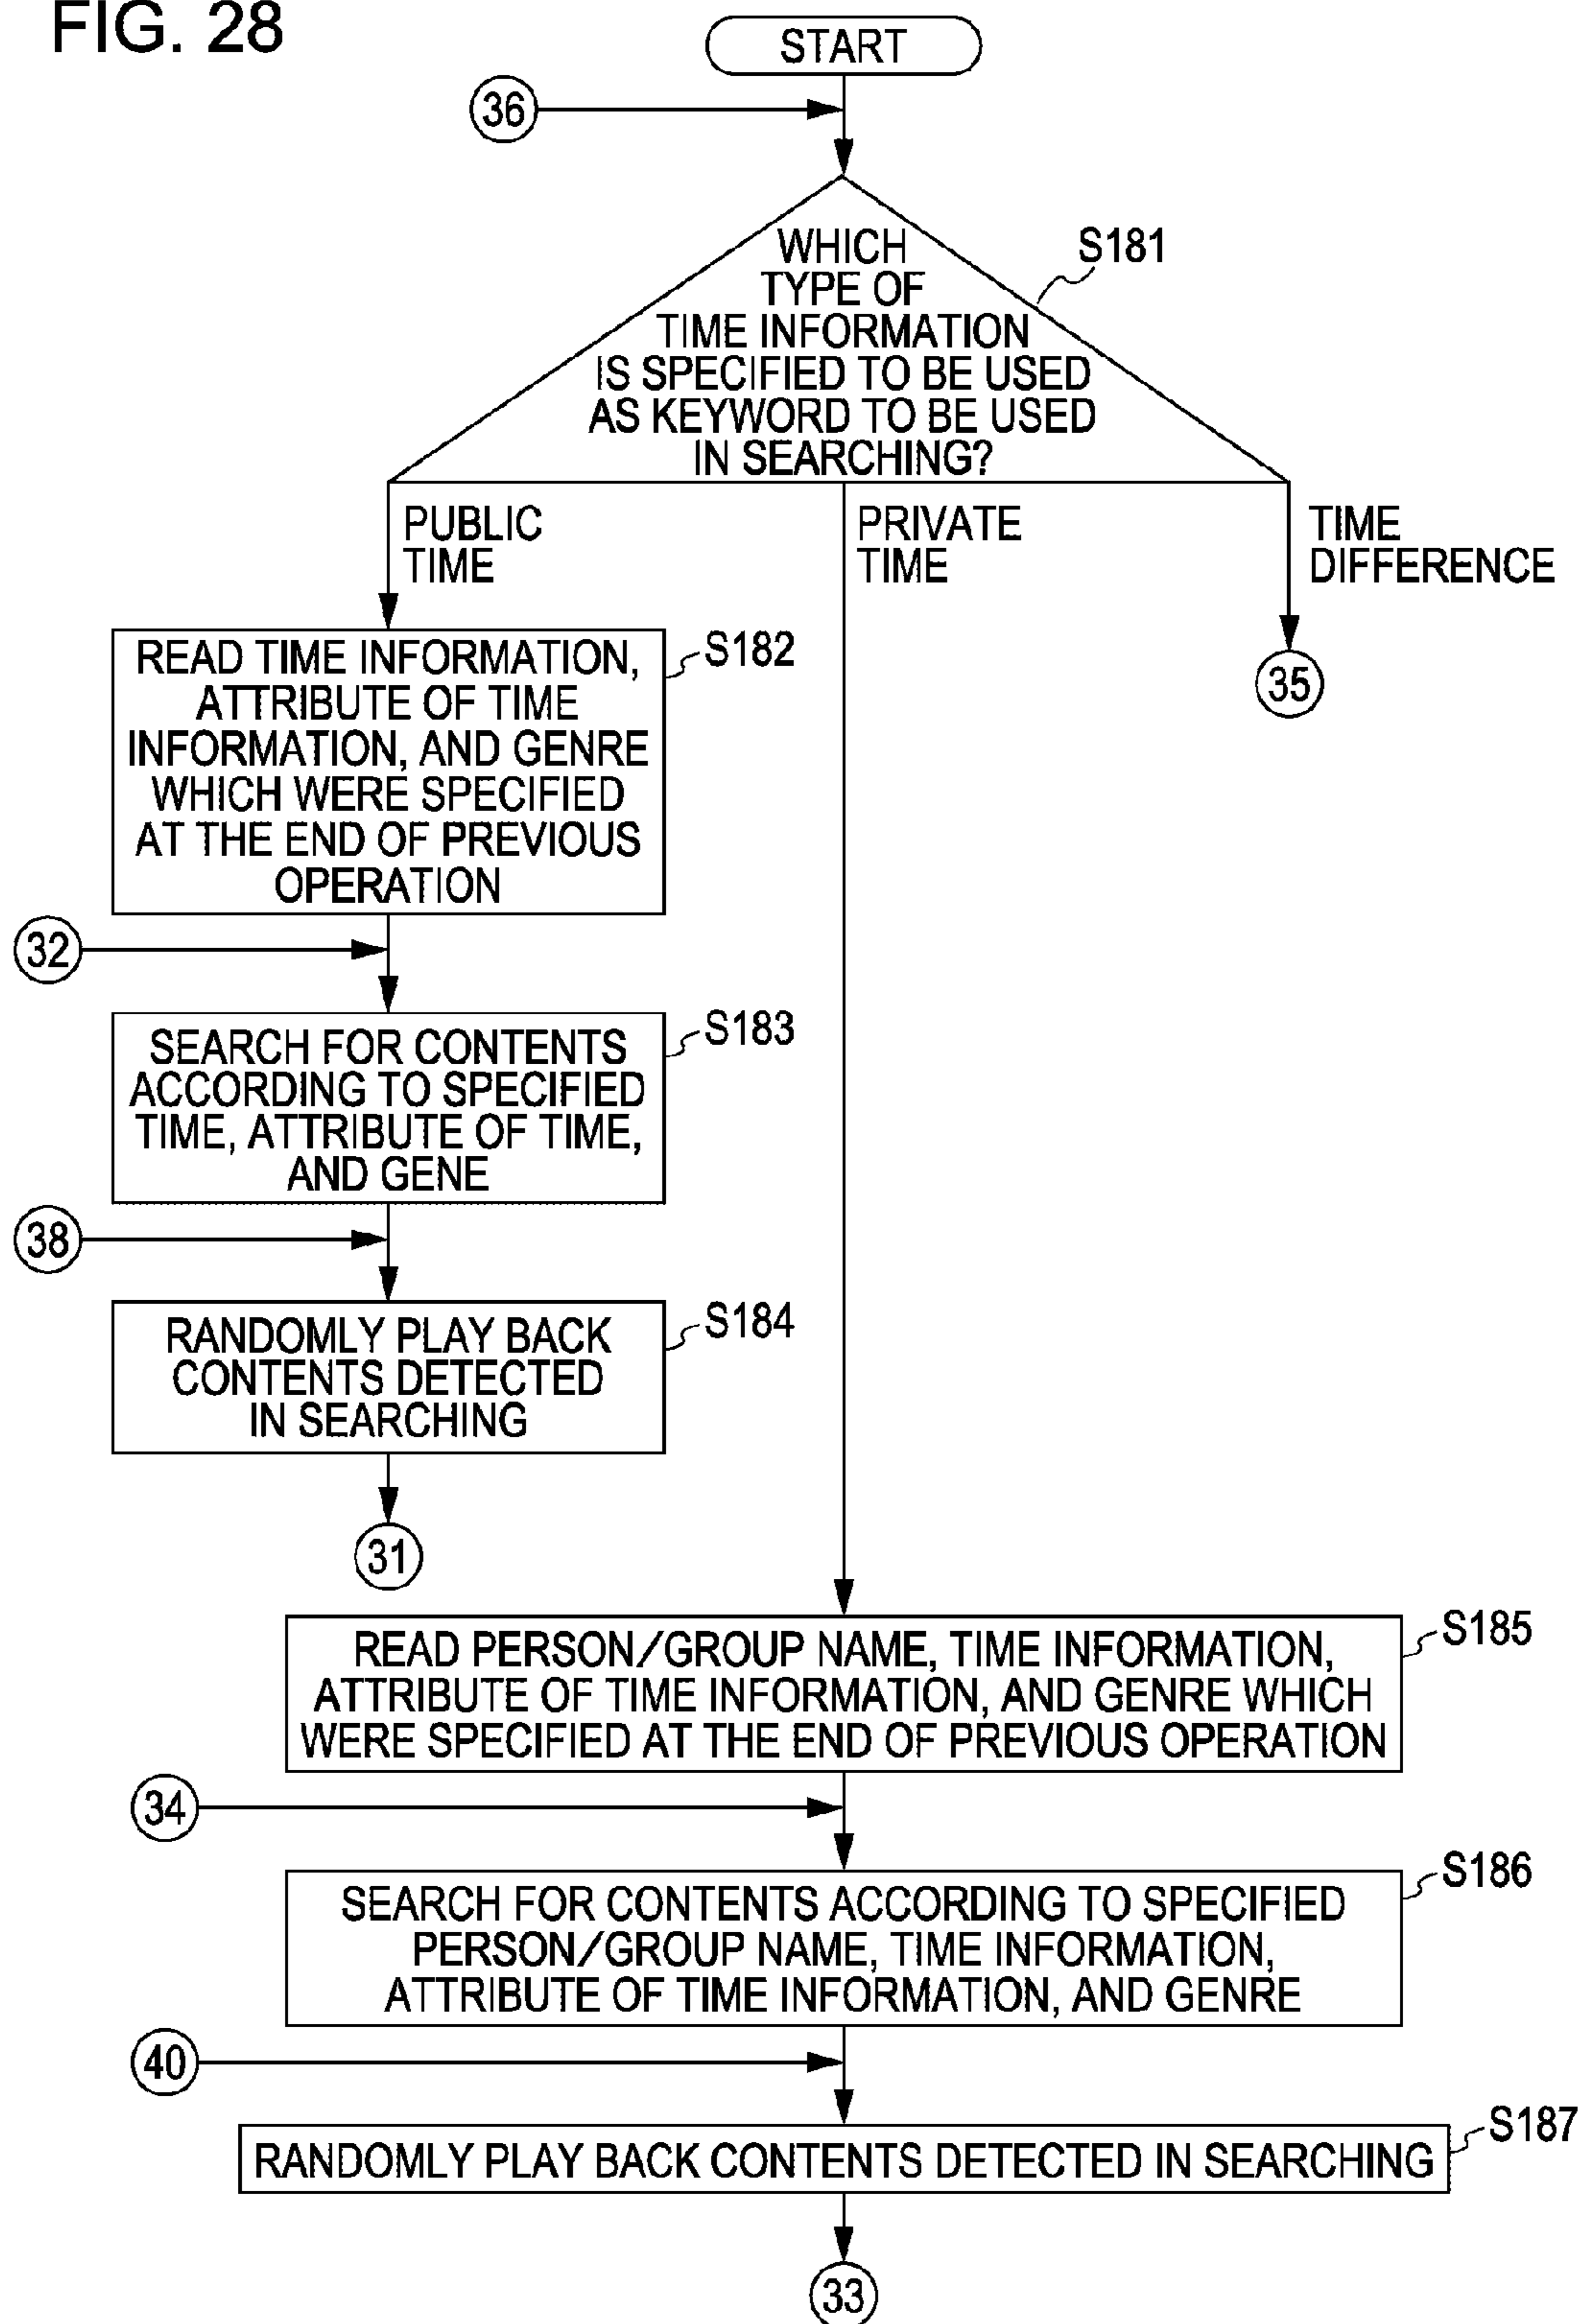 FIG. 28
START
36
WHICH
TYPE OF
TIME INFORMATION
IS SPECIFIED TO BE USED
AS KEYWORD TO BE USED
IN SEARCHING?
S181
PUBLIC
TIME
PRIVATE
TIME
TIME
DIFFERENCE
35
READ TIME INFORMATION,
ATTRIBUTE OF TIME
INFORMATION, AND GENRE
WHICH WERE SPECIFIED
AT THE END OF PREVIOUS
OPERATION
S182
32
SEARCH FOR CONTENTS
ACCORDING TO SPECIFIED
TIME, ATTRIBUTE OF TIME,
AND GENE
S183
38
RANDOMLY PLAY BACK
CONTENTS DETECTED
IN SEARCHING
S184
31
READ PERSON/GROUP NAME, TIME INFORMATION,
ATTRIBUTE OF TIME INFORMATION, AND GENRE WHICH
WERE SPECIFIED AT THE END OF PREVIOUS OPERATION
S185
34
SEARCH FOR CONTENTS ACCORDING TO SPECIFIED
PERSON/GROUP NAME, TIME INFORMATION,
ATTRIBUTE OF TIME INFORMATION, AND GENRE
S186
40
RANDOMLY PLAY BACK CONTENTS DETECTED IN SEARCHING
S187
33